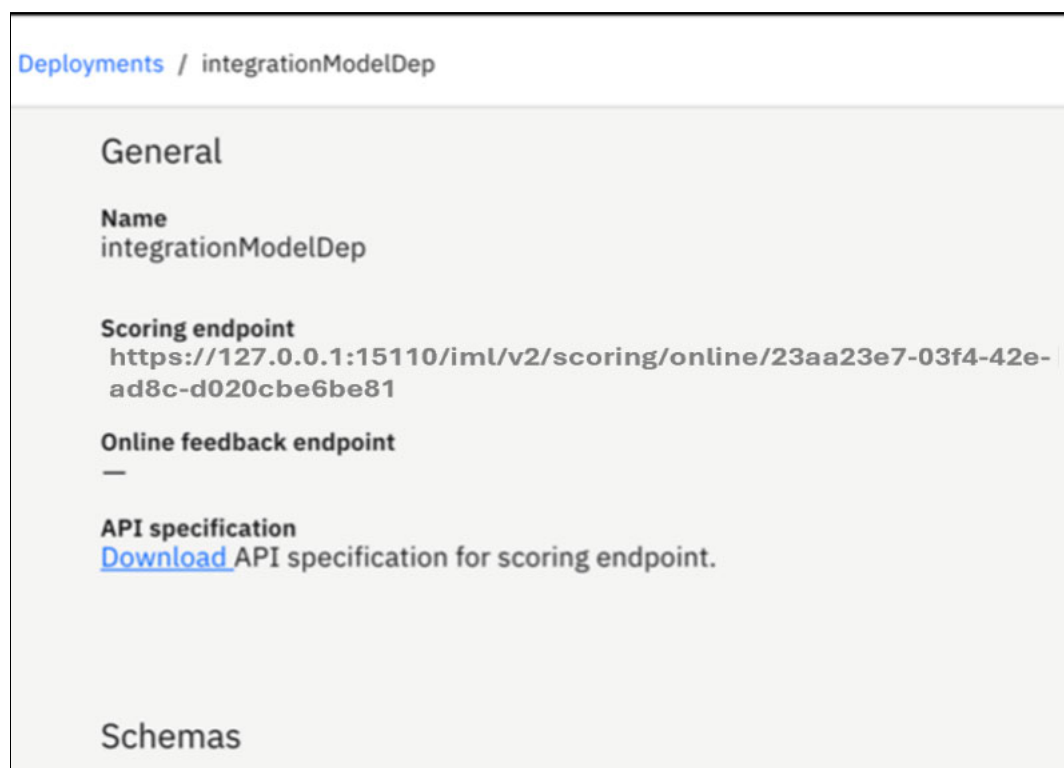 Deployments / integrationModelDep
General
Name
integrationModelDep
Scoring endpoint
https://127.0.0.1:15110/iml/v2/scoring/online/23aa23e7-03f4-42e-
ad8c-d020cbe6be81
Online feedback endpoint
—
API specification
Download API specification for scoring endpoint.
Schemas